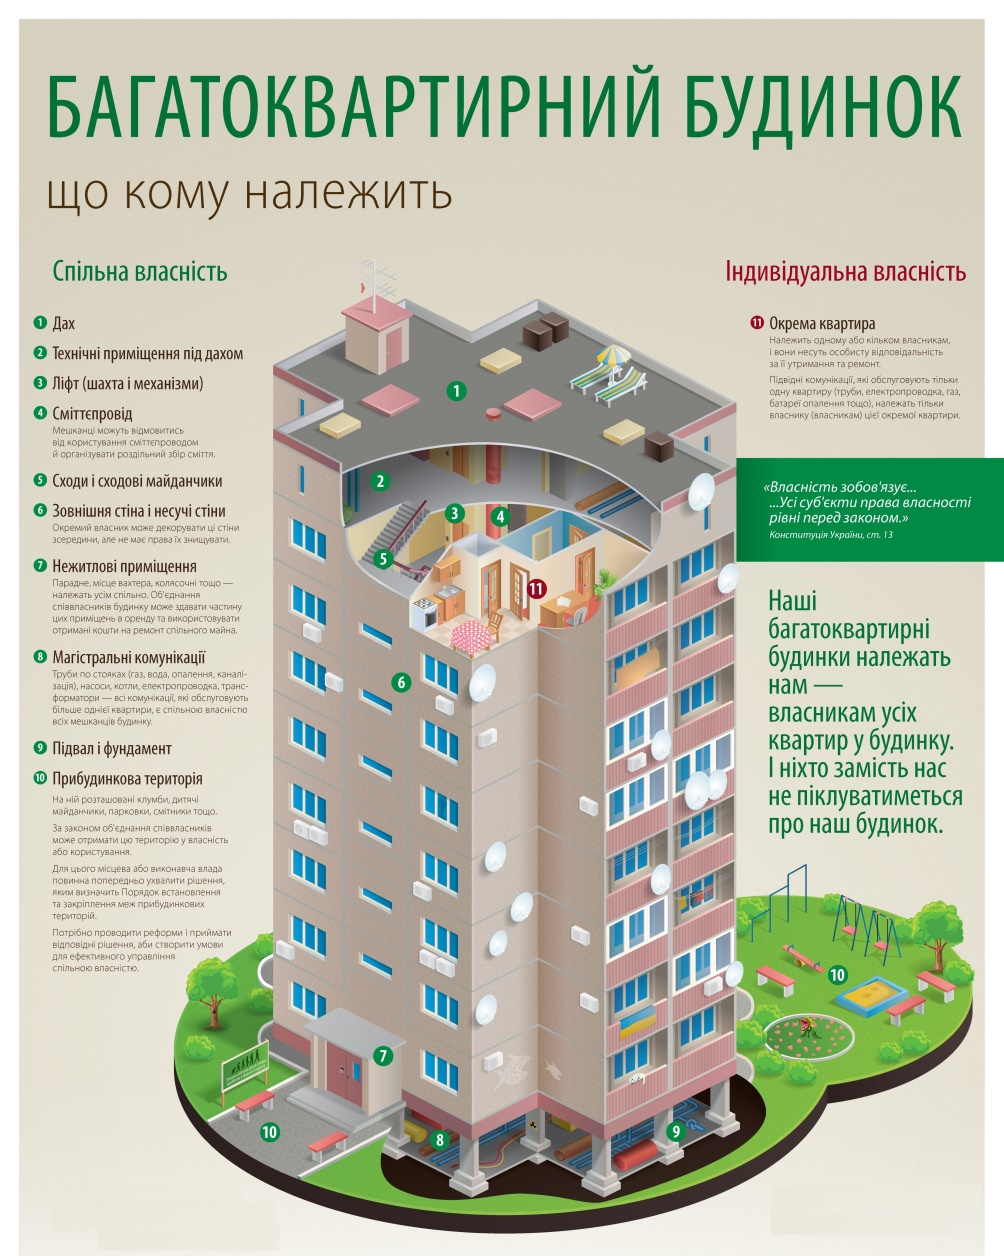 БАГАТОКВАРТИРНИЙ БУДИНОК
що кому належить
Спільна власність
1 Дах
2 Технічні приміщення під дахом
3 Ліфт (шахта і механізми)
4 Сміттєпровід
Мешканці можуть відмовитись
від користування сміттєпроводом
й організувати роздільний збір сміття.
5 Сходи і сходові майданчики
6 Зовнішня стіна і несучі стіни
Окремий власник може декорувати ці стіни
зсередини, але не має права їх знищувати.
7 Нежитлові приміщення
Парадне, місце вахтера, колясочні тощо —
належать усім спільно. Об'єднання
співвласників будинку може здавати частину
цих приміщень в оренду та використовувати
отримані кошти на ремонт спільного майна.
8 Магістральні комунікації
Труби по стояках (газ, вода, опалення, каналі-
зація), насоси, котли, електропроводка, транс-
форматори — всі комунікації, які обслуговують
більше однієї квартири, є спільною власністю
всіх мешканців будинку.
9 Підвал і фундамент
10 Прибудинкова територія
На ній розташовані клумби, дитячі
майданчики, парковки, смітники тощо.
За законом об'єднання співвласників
може отримати цю територію у власність
або користування.
Для цього місцева або виконавча влада
повинна попередньо ухвалити рішення,
яким визначить Порядок встановлення
та закріплення меж прибудинкових
територій.
Потрібно проводити реформи і приймати
відповідні рішення, аби створити умови
для ефективного управління
спільною власністю.
Індивідуальна власність
11 Окрема квартира
Належить одному або кільком власникам,
і вони несуть особисту відповідальність
за її утримання та ремонт.
Підвідні комунікації, які обслуговують тільки
одну квартиру (труби, електропроводка, газ,
батареї опалення тощо), належать тільки
власнику (власникам) цієї окремої квартири.
«Власність зобов'язує...
...Усі суб'єкти права власності
рівні перед законом.»
Конституція України, ст. 13
Наші
багатоквартирні
будинки належать
нам —
власникам усіх
квартир у будинку.
І ніхто замість нас
не піклуватиметься
про наш будинок.
1
2
3
4
5
11
6
7
10
8
9
10